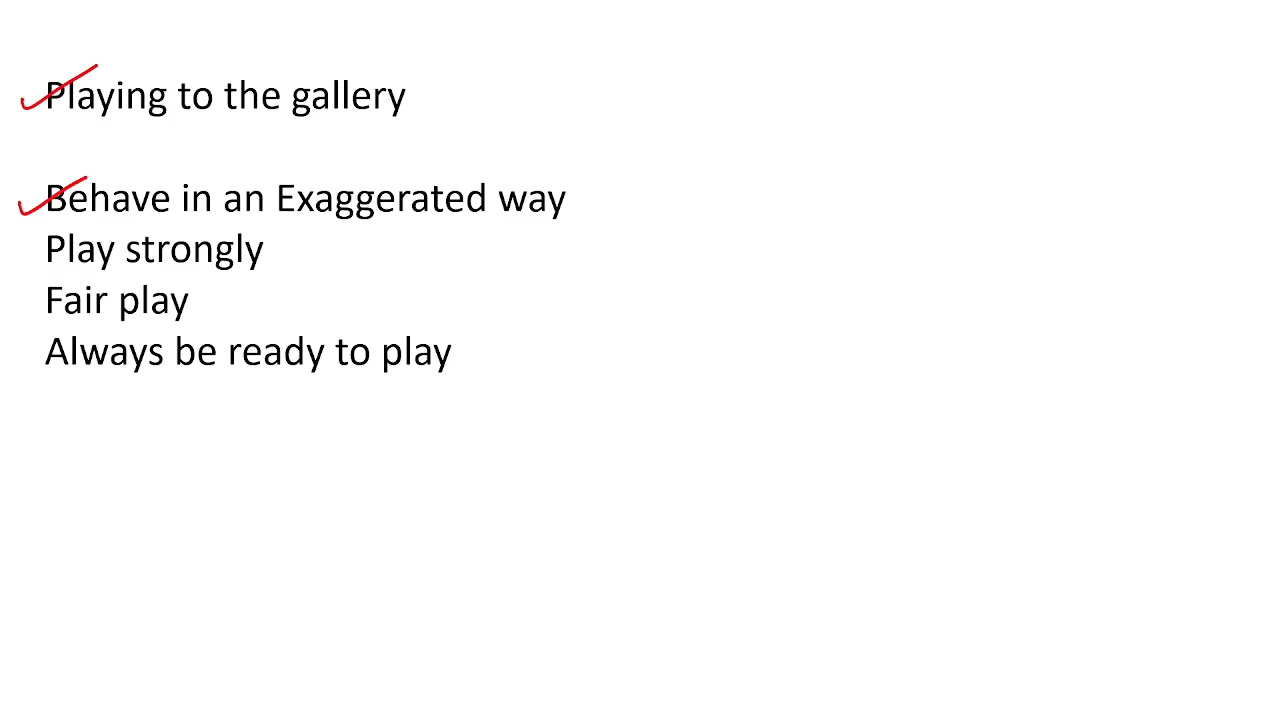 Playing to the gallery
Behave in an Exaggerated way
Play strongly
Fair play
Always be ready to play